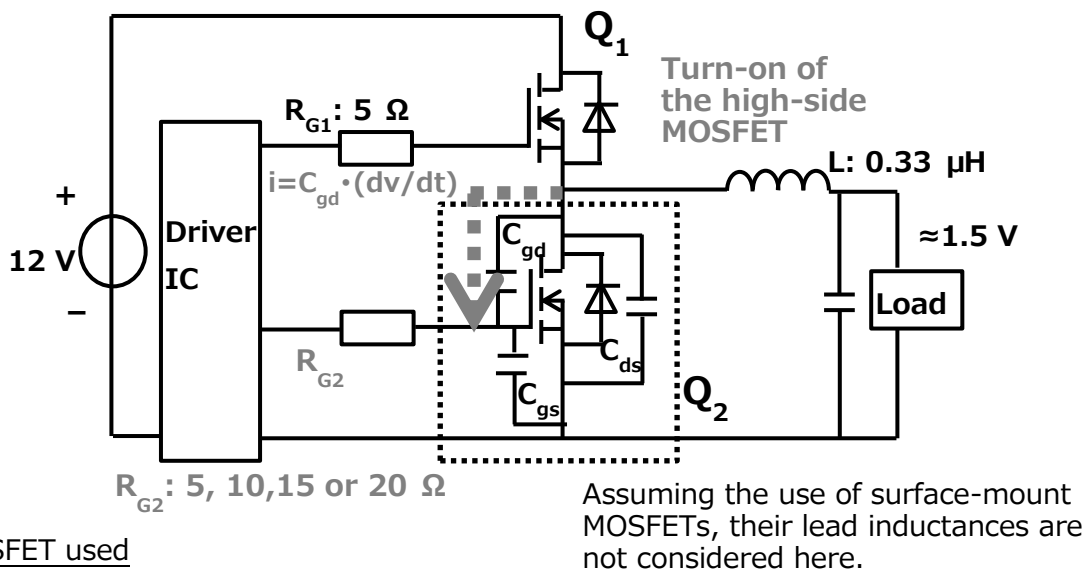 Q1
Turn-on of
the high-side
MOSFET
RG1: 5 Ω
L: 0.33 μH
i=Cgd·(dv/dt)
+
12 V
−
Driver
IC
Cgd
≈1.5 V
Load
RG2
Cds
Cgs
Q2
RG2: 5, 10,15 or 20 Ω
Assuming the use of surface-mount
MOSFETs, their lead inductances are
not considered here.
SFET used